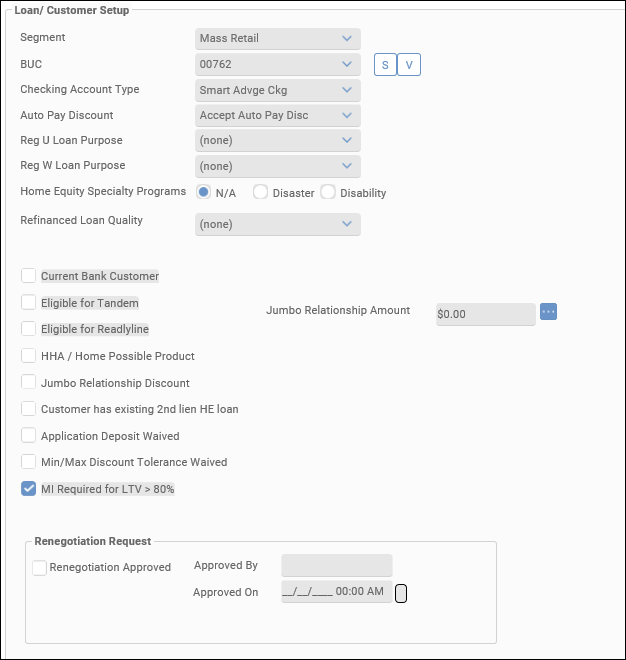 Loan/ Customer Setup
Segment Mass Retail
BUC 00762 S V
Checking Account Type Smart Advge Ckg
Auto Pay Discount Accept Auto Pay Disc
Reg U Loan Purpose (none)
Reg W Loan Purpose (none)
Home Equity Specialty Programs N/A Disaster Disability
Refinanced Loan Quality (none)
Current Bank Customer
Eligible for Tandem
Jumbo Relationship Amount $0.00 ...
Eligible for Readlyline
HHA / Home Possible Product
Jumbo Relationship Discount
Customer has existing 2nd lien HE loan
Application Deposit Waived
Min/Max Discount Tolerance Waived
MI Required for LTV > 80%
Renegotiation Request
Renegotiation Approved Approved By
Approved On __/__/____ 00:00 AM